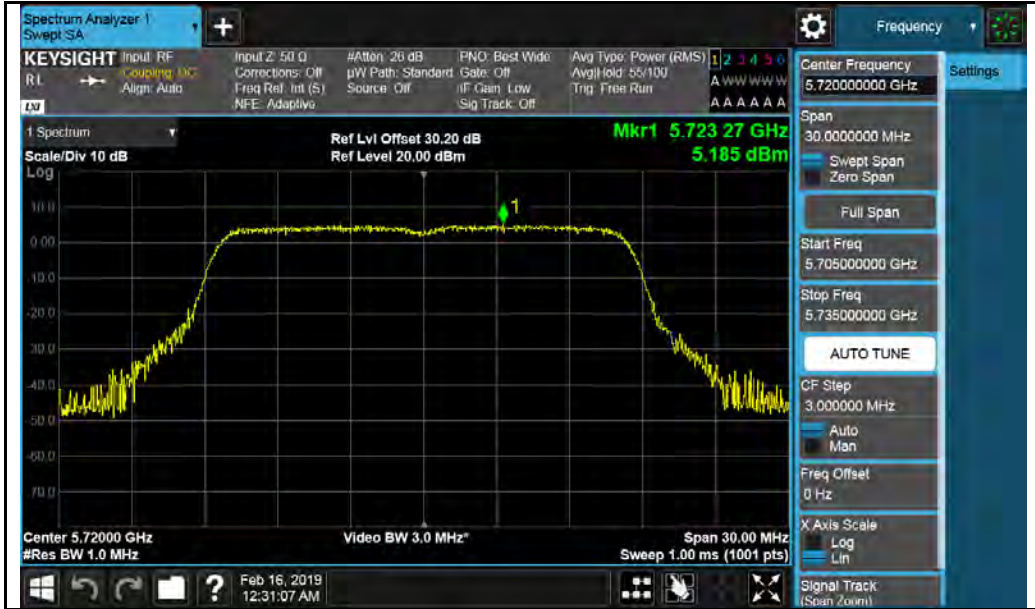 Spectrum Analyzer 1
Swept SA
Frequency
KEYSIGHT
RL
LXI
Input: RF
Coupling: DC
Align: Auto
Input Z: 50 Ω
Corrections: Off
Freq Ref: Int (S)
NFE: Adaptive
#Atten: 26 dB
µW Path: Standard
Source: Off
PNO: Best Wide
Gate: Off
IF Gain: Low
Sig Track: Off
Avg Type: Power (RMS)
Avg|Hold: 55/100
Trig: Free Run
1 2 3 4 5 6
A W W W W W
A A A A A A
1 Spectrum
Scale/Div 10 dB
Log
Ref Lvl Offset 30.20 dB
Ref Level 20.00 dBm
Mkr1 5.723 27 GHz
5.185 dBm
1
10.0
0.00
-10.0
-20.0
-30.0
-40.0
-50.0
-60.0
-70.0
Center 5.72000 GHz
#Res BW 1.0 MHz
Video BW 3.0 MHz*
Span 30.00 MHz
Sweep 1.00 ms (1001 pts)
Feb 16, 2019
12:31:07 AM
Center Frequency
5.720000000 GHz
Settings
Span
30.0000000 MHz
Swept Span
Zero Span
Full Span
Start Freq
5.705000000 GHz
Stop Freq
5.735000000 GHz
AUTO TUNE
CF Step
3.000000 MHz
Auto
Man
Freq Offset
0 Hz
X Axis Scale
Log
Lin
Signal Track
(Span Zoom)